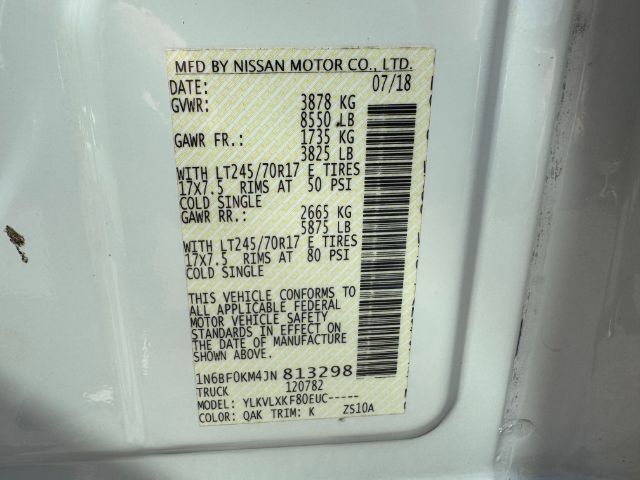 MFD BY NISSAN MOTOR CO., LTD.
DATE: 07/18
GVWR: 3878 KG
8550 LB
GAWR FR.: 1735 KG
3825 LB
WITH LT245/70R17 E TIRES
17X7.5 RIMS AT 50 PSI
COLD SINGLE
GAWR RR.: 2665 KG
5875 LB
WITH LT245/70R17 E TIRES
17X7.5 RIMS AT 80 PSI
COLD SINGLE
THIS VEHICLE CONFORMS TO
ALL APPLICABLE FEDERAL
MOTOR VEHICLE SAFETY
STANDARDS IN EFFECT ON
THE DATE OF MANUFACTURE
SHOWN ABOVE.
1N6BF0KM4JN 813298
TRUCK 120782
MODEL: YLKVLXKF80EUC-----
COLOR: QAK TRIM: K ZS10A